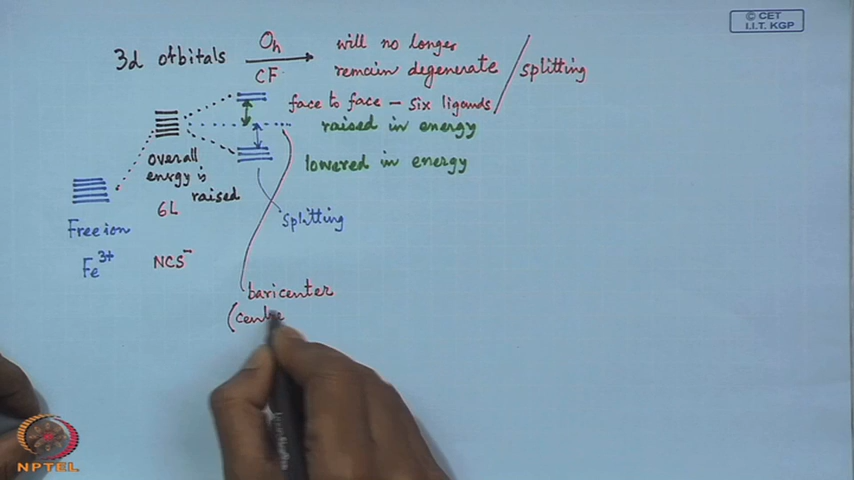 © CET
I.I.T. KGP
3d orbitals
Oh
CF
will no longer
remain degenerate
splitting
face to face – six ligands
raised in energy
lowered in energy
overall
energy is
raised
6L
Free ion
splitting
Fe3+
NCS–
baricenter
(centre
NPTEL